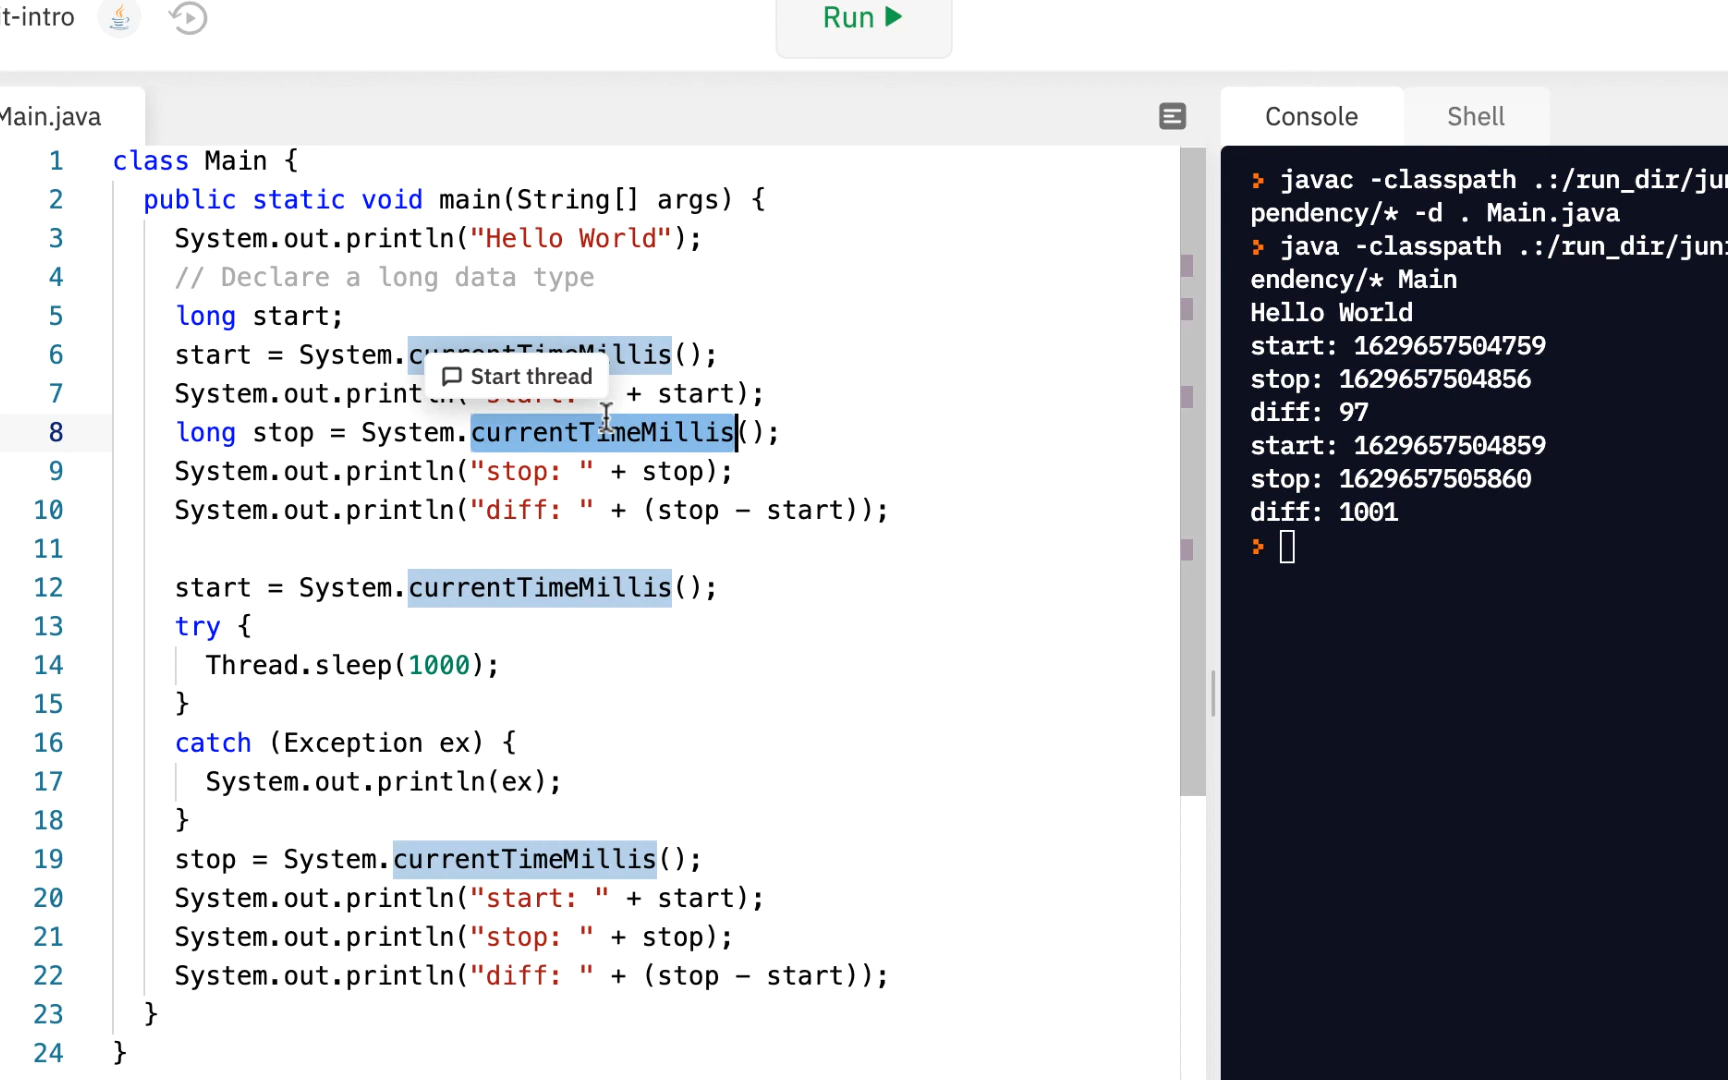 t-intro
Run
Main.java
Console
Shell
1 class Main {
2 public static void main(String[] args) {
3 System.out.println("Hello World");
4 // Declare a long data type
5 long start;
6 start = System.currentTimeMillis();
Start thread
7 System.out.println("start: " + start);
8 long stop = System.currentTimeMillis();
9 System.out.println("stop: " + stop);
10 System.out.println("diff: " + (stop - start));
11
12 start = System.currentTimeMillis();
13 try {
14 Thread.sleep(1000);
15 }
16 catch (Exception ex) {
17 System.out.println(ex);
18 }
19 stop = System.currentTimeMillis();
20 System.out.println("start: " + start);
21 System.out.println("stop: " + stop);
22 System.out.println("diff: " + (stop - start));
23 }
24 }
> javac -classpath .:/run_dir/jun
pendency/* -d . Main.java
> java -classpath .:/run_dir/juni
endency/* Main
Hello World
start: 1629657504759
stop: 1629657504856
diff: 97
start: 1629657504859
stop: 1629657505860
diff: 1001
>